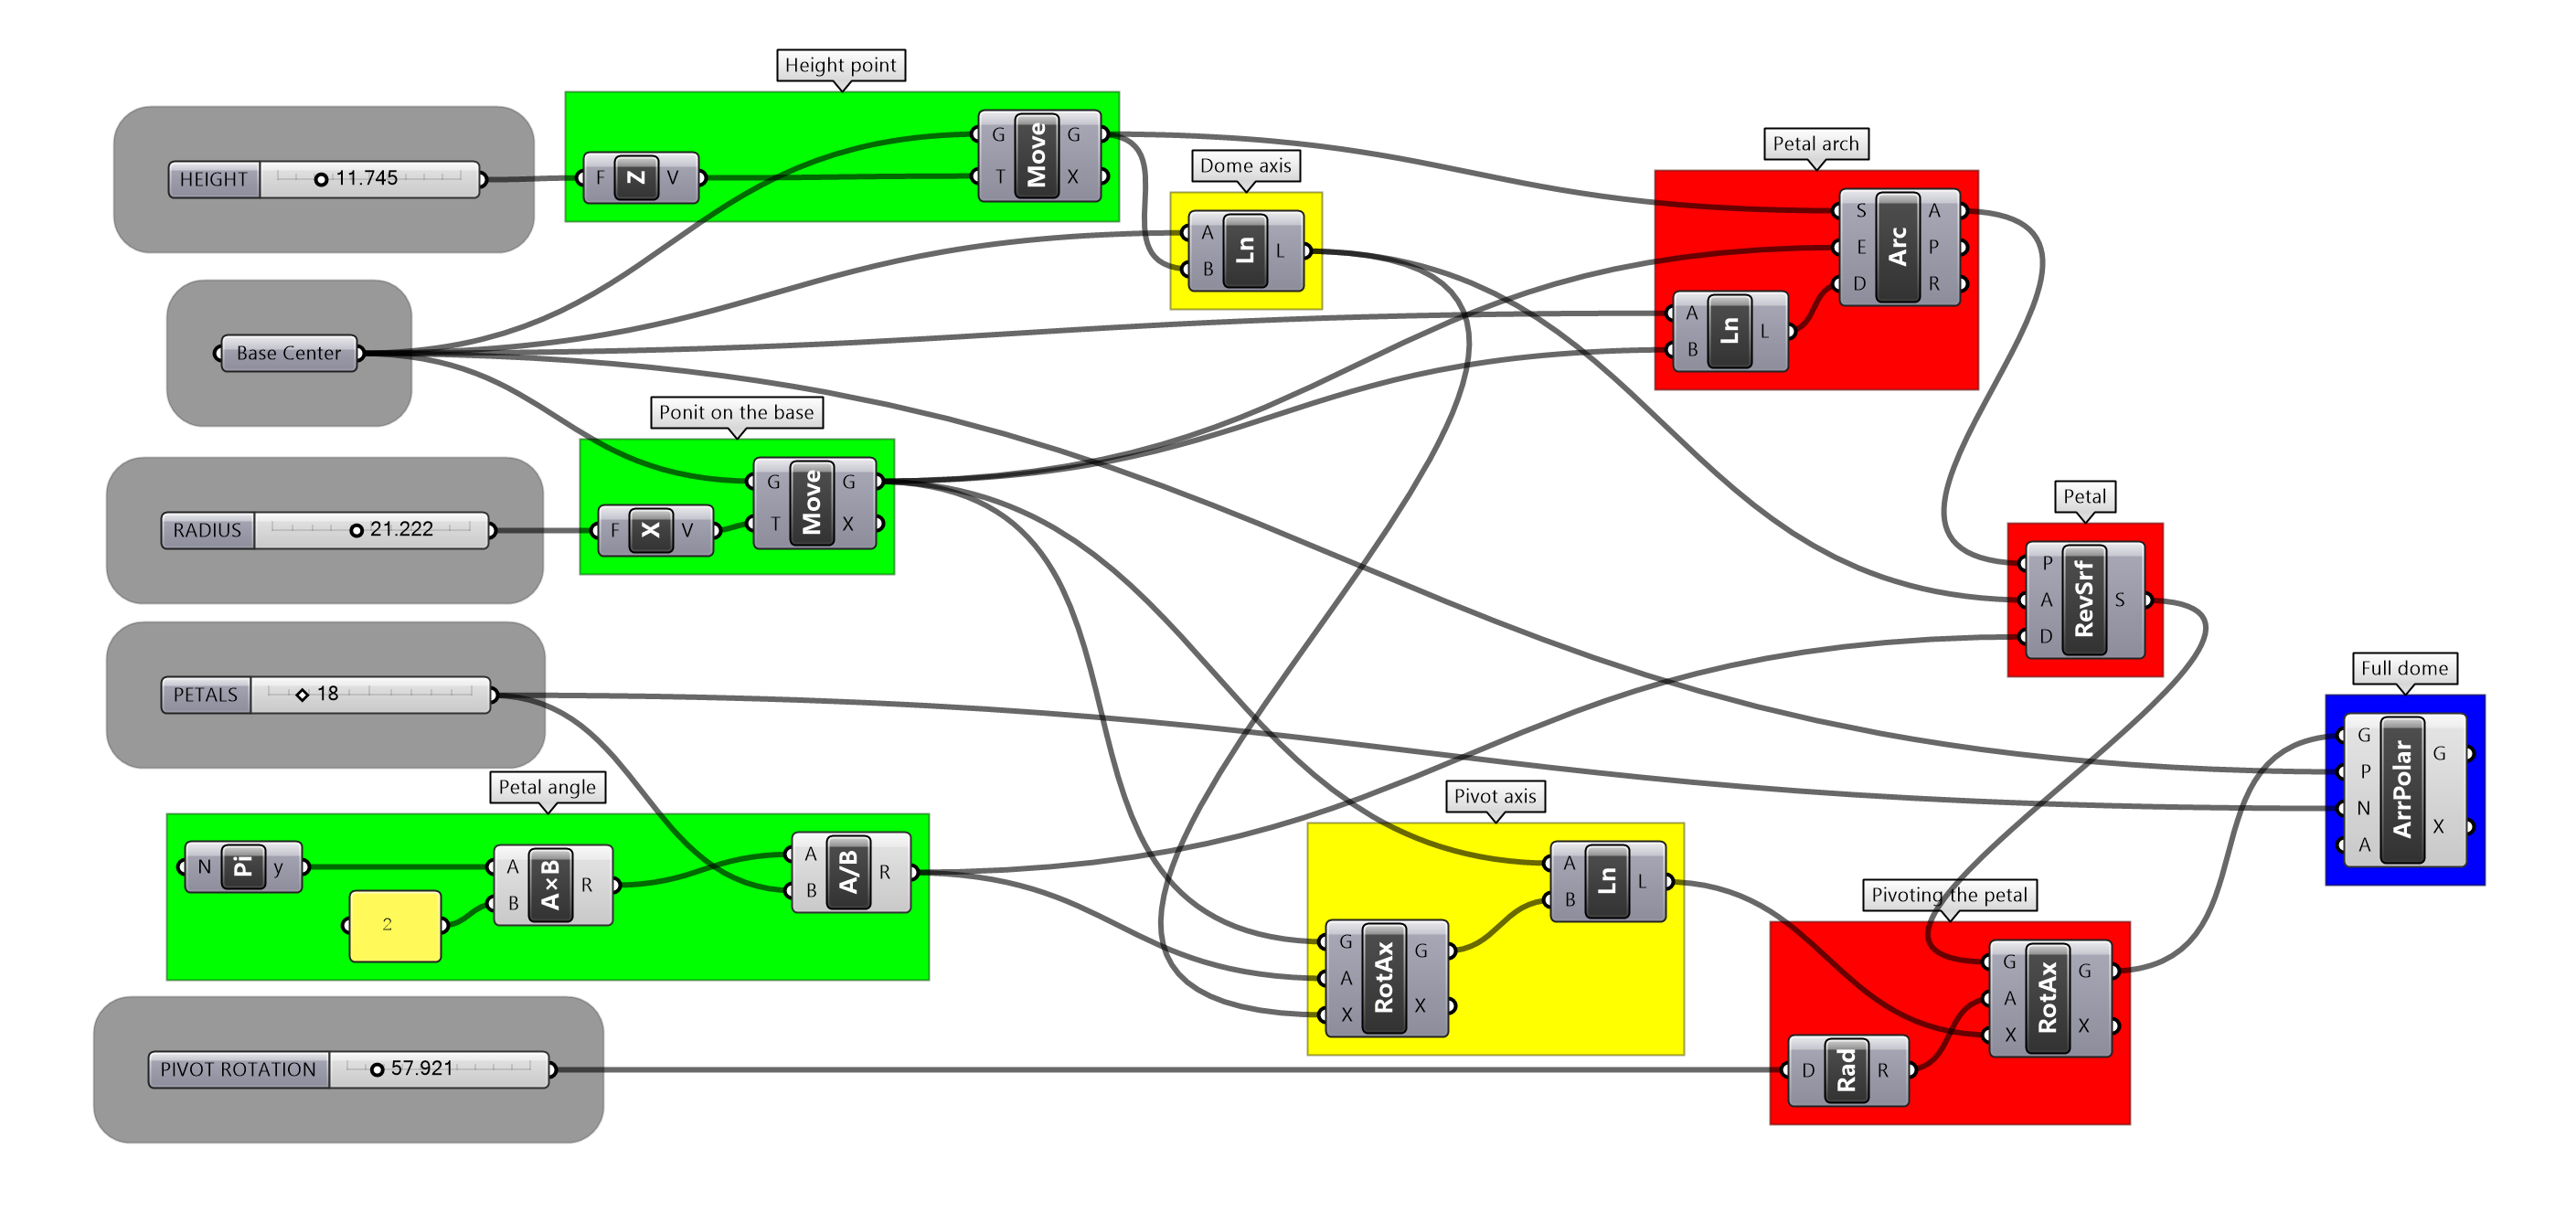 Height point
HEIGHT 11.745
F Z V
G T Move G X
Dome axis
A B Ln L
Petal arch
S E D Arc A P R
A B Ln L
Base Center
Ponit on the base
RADIUS 21.222
F X V
G T Move G X
Petal
P A D RevSrf S
PETALS 18
Full dome
G P N A ArrPolar G X
Petal angle
N Pi y
2
A B A×B R
A B A/B R
Pivot axis
G A X RotAx G X
A B Ln L
Pivoting the petal
PIVOT ROTATION 57.921
D Rad R
G A X RotAx G X